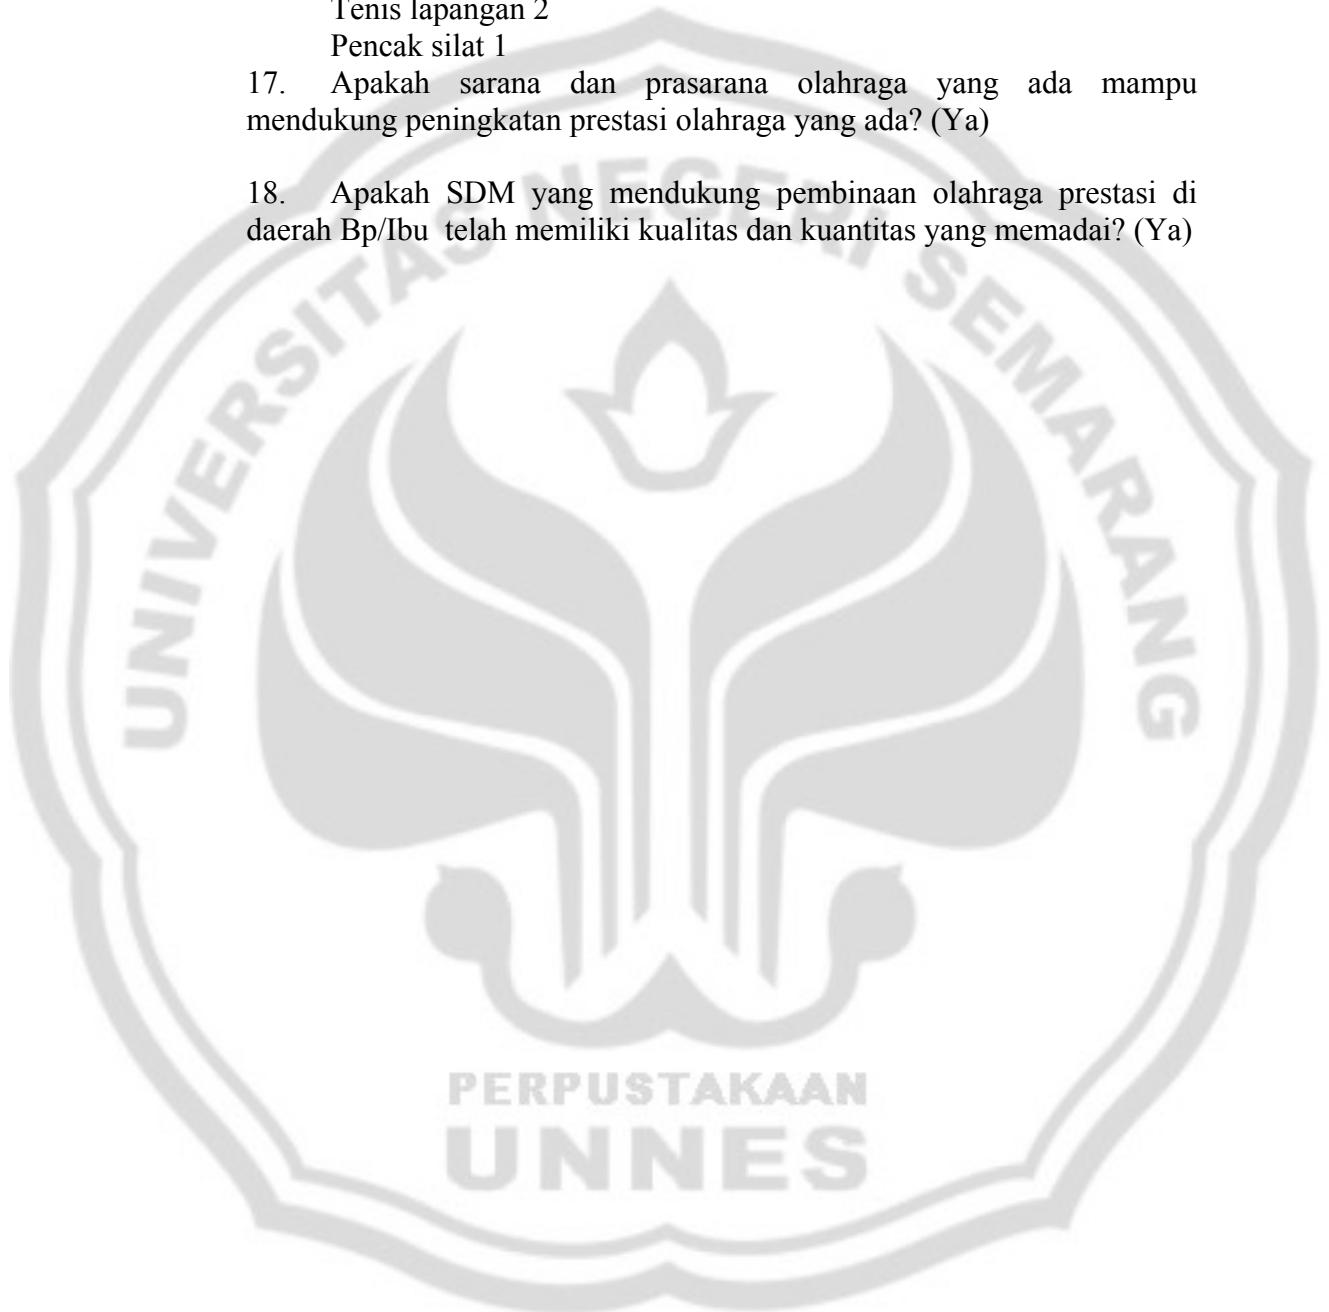 Tenis lapangan 2
Pencak silat 1
17. Apakah sarana dan prasarana olahraga yang ada mampu
mendukung peningkatan prestasi olahraga yang ada? (Ya)
18. Apakah SDM yang mendukung pembinaan olahraga prestasi di
daerah Bp/Ibu telah memiliki kualitas dan kuantitas yang memadai? (Ya)
UNIVERSITAS NEGERI SEMARANG
PERPUSTAKAAN
UNNES